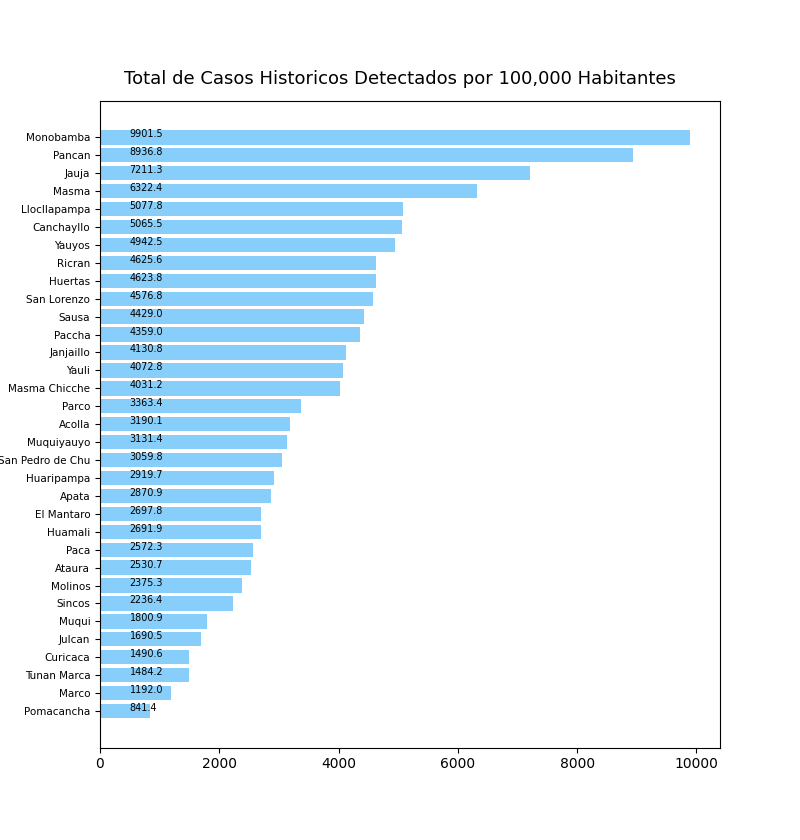 Total de Casos Historicos Detectados por 100,000 Habitantes
Monobamba 9901.5
Pancan 8936.8
Jauja 7211.3
Masma 6322.4
Llocllapampa 5077.8
Canchayllo 5065.5
Yauyos 4942.5
Ricran 4625.6
Huertas 4623.8
San Lorenzo 4576.8
Sausa 4429.0
Paccha 4359.0
Janjaillo 4130.8
Yauli 4072.8
Masma Chicche 4031.2
Parco 3363.4
Acolla 3190.1
Muquiyauyo 3131.4
San Pedro de Chu 3059.8
Huaripampa 2919.7
Apata 2870.9
El Mantaro 2697.8
Huamali 2691.9
Paca 2572.3
Ataura 2530.7
Molinos 2375.3
Sincos 2236.4
Muqui 1800.9
Julcan 1690.5
Curicaca 1490.6
Tunan Marca 1484.2
Marco 1192.0
Pomacancha 841.4
0 2000 4000 6000 8000 10000